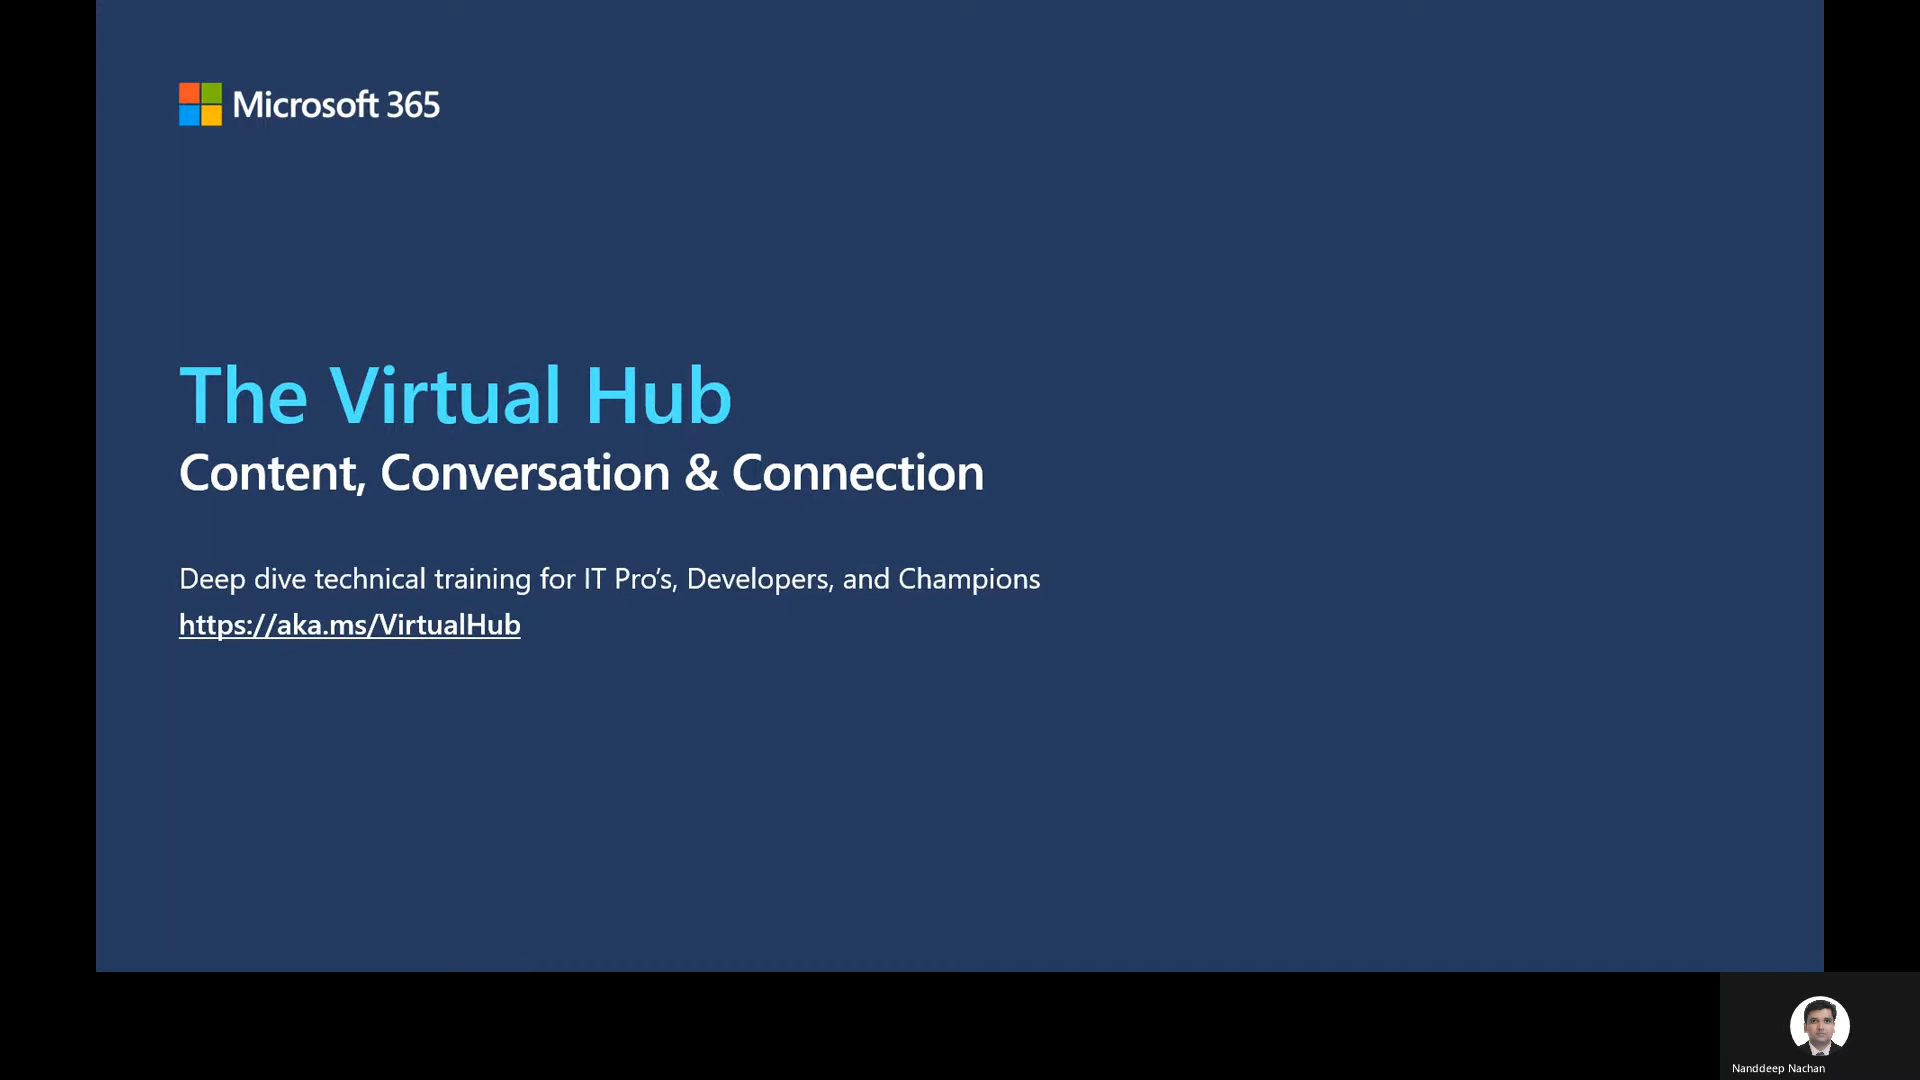 Microsoft 365
The Virtual Hub
Content, Conversation & Connection
Deep dive technical training for IT Pro’s, Developers, and Champions
https://aka.ms/VirtualHub
Nanddeep Nachan